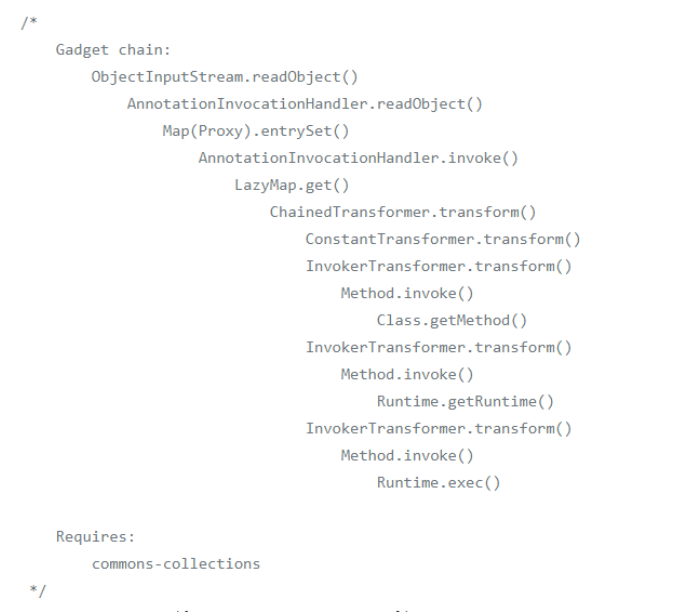 /*
    Gadget chain:
        ObjectInputStream.readObject()
            AnnotationInvocationHandler.readObject()
                Map(Proxy).entrySet()
                    AnnotationInvocationHandler.invoke()
                        LazyMap.get()
                            ChainedTransformer.transform()
                                ConstantTransformer.transform()
                                InvokerTransformer.transform()
                                    Method.invoke()
                                        Class.getMethod()
                                InvokerTransformer.transform()
                                    Method.invoke()
                                        Runtime.getRuntime()
                                InvokerTransformer.transform()
                                    Method.invoke()
                                        Runtime.exec()
    Requires:
        commons-collections
 */